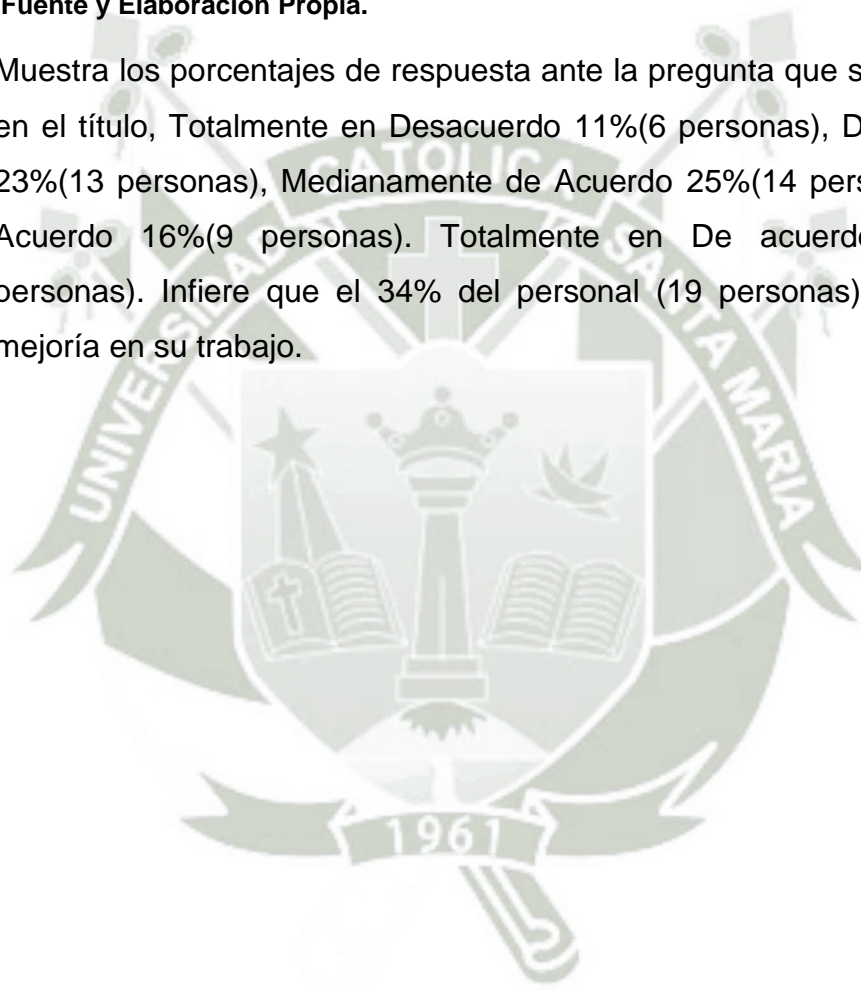 Fuente y Elaboración Propia.
Muestra los porcentajes de respuesta ante la pregunta que s
en el título, Totalmente en Desacuerdo 11%(6 personas), D
23%(13 personas), Medianamente de Acuerdo 25%(14 pers
Acuerdo 16%(9 personas). Totalmente en De acuerd
personas). Infiere que el 34% del personal (19 personas)
mejoría en su trabajo.
UNIVERSIDAD CATOLICA SANTA MARIA
1961